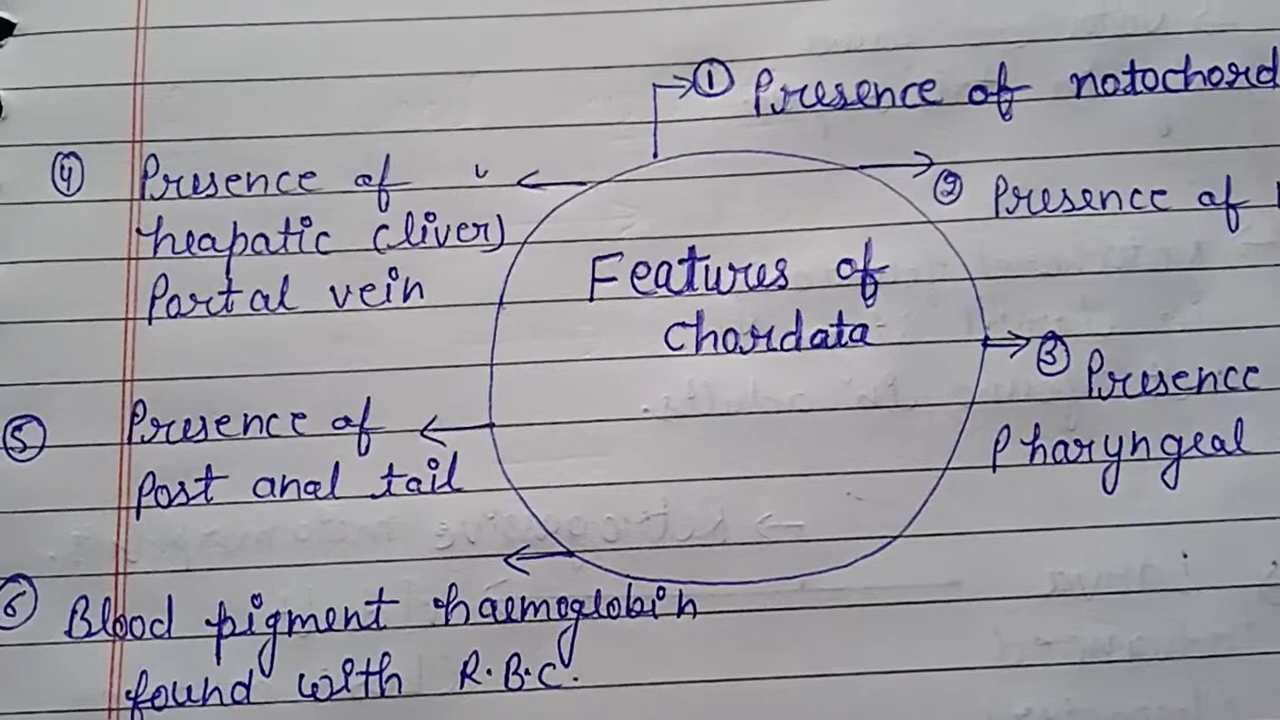 ① Presence of notochord
② Presence of
③ Presence
Pharyngeal
Features of
Chordata
④ Presence of
heapatic (liver)
Portal vein
⑤ Presence of
Post anal tail
⑥ Blood pigment haemoglobin
found with R.B.C.